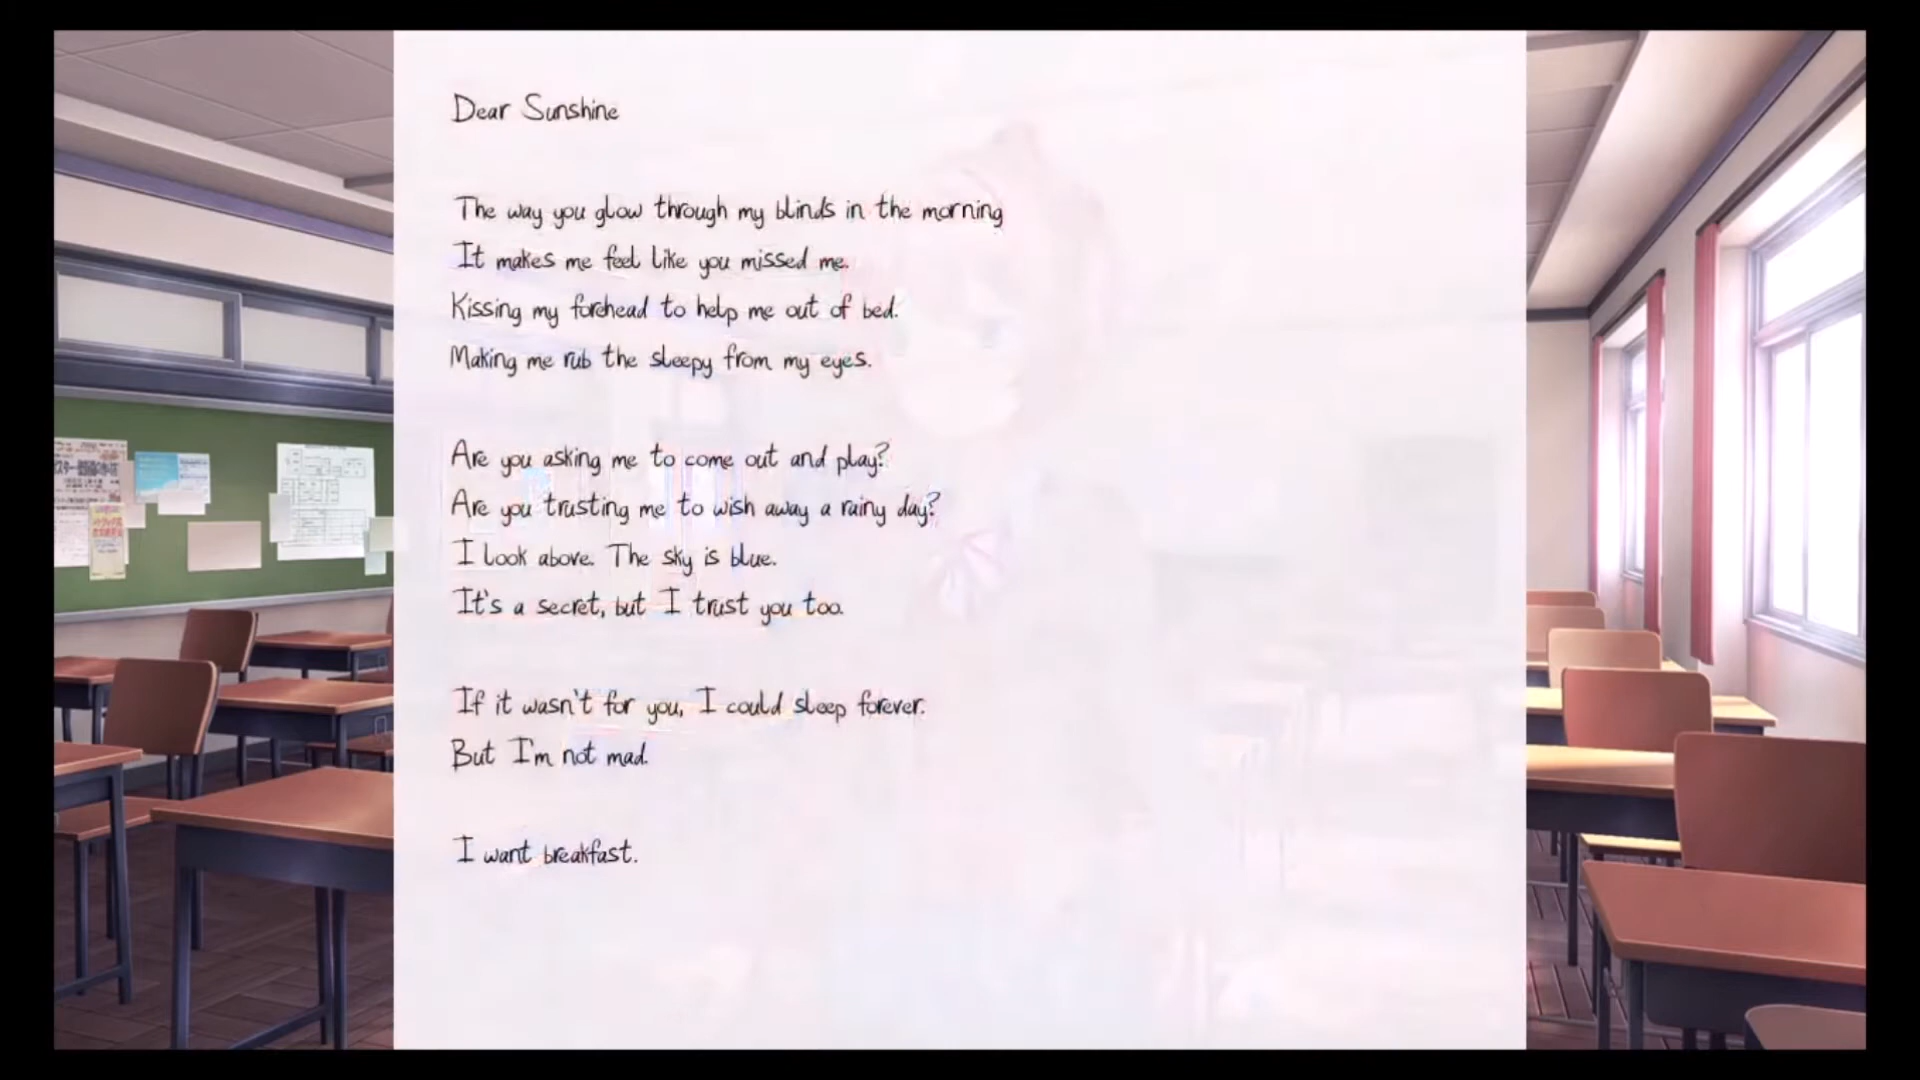 Dear Sunshine
The way you glow through my blinds in the morning
It makes me feel like you missed me.
Kissing my forehead to help me out of bed.
Making me rub the sleepy from my eyes.
Are you asking me to come out and play?
Are you trusting me to wish away a rainy day?
I look above. The sky is blue.
It's a secret, but I trust you too.
If it wasn't for you, I could sleep forever.
But I'm not mad.
I want breakfast.